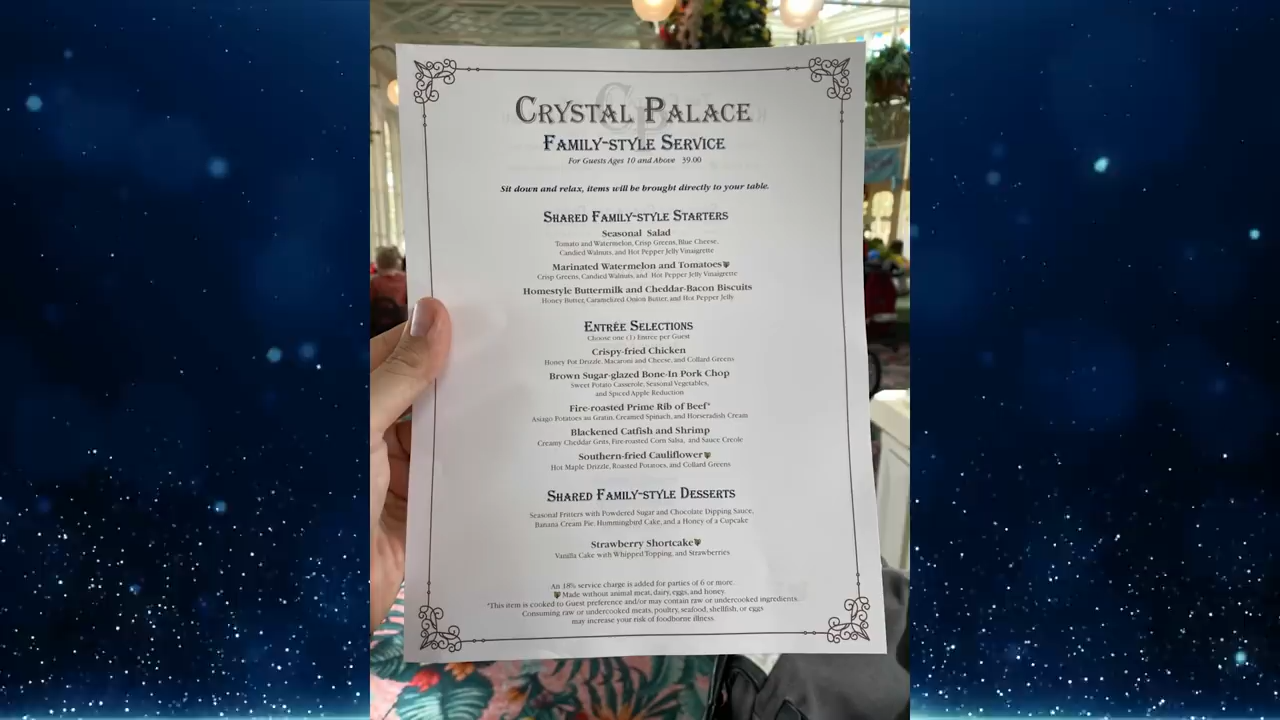 Crystal Palace
Family-style Service
For Guests Ages 10 and Above 39.00
Sit down and relax, items will be brought directly to your table.
Shared Family-style Starters
Seasonal Salad
Tomato and Watermelon, Crisp Greens, Blue Cheese,
Candied Walnuts, and Hot Pepper Jelly Vinaigrette
Marinated Watermelon and Tomatoes
Crisp Greens, Candied Walnuts, and Hot Pepper Jelly Vinaigrette
Homestyle Buttermilk and Cheddar-Bacon Biscuits
Honey Butter, Caramelized Onion Butter, and Hot Pepper Jelly
Entrée Selections
Choose one (1) Entrée per Guest
Crispy-fried Chicken
Honey Pot Drizzle, Macaroni and Cheese, and Collard Greens
Brown Sugar-glazed Bone-In Pork Chop
Sweet Potato Casserole, Seasonal Vegetables,
and Spiced Apple Reduction
Fire-roasted Prime Rib of Beef*
Asiago Potatoes au Gratin, Creamed Spinach, and Horseradish Cream
Blackened Catfish and Shrimp
Creamy Cheddar Grits, Fire-roasted Corn Salsa, and Sauce Creole
Southern-fried Cauliflower
Hot Maple Drizzle, Roasted Potatoes, and Collard Greens
Shared Family-style Desserts
Seasonal Fritters with Powdered Sugar and Chocolate Dipping Sauce,
Banana Cream Pie, Hummingbird Cake, and a Honey of a Cupcake
Strawberry Shortcake
Vanilla Cake with Whipped Topping, and Strawberries
An 18% service charge is added for parties of 6 or more.
Made without animal meat, dairy, eggs, and honey.
*This item is cooked to Guest preference and/or may contain raw or undercooked ingredients.
Consuming raw or undercooked meats, poultry, seafood, shellfish, or eggs
may increase your risk of foodborne illness.